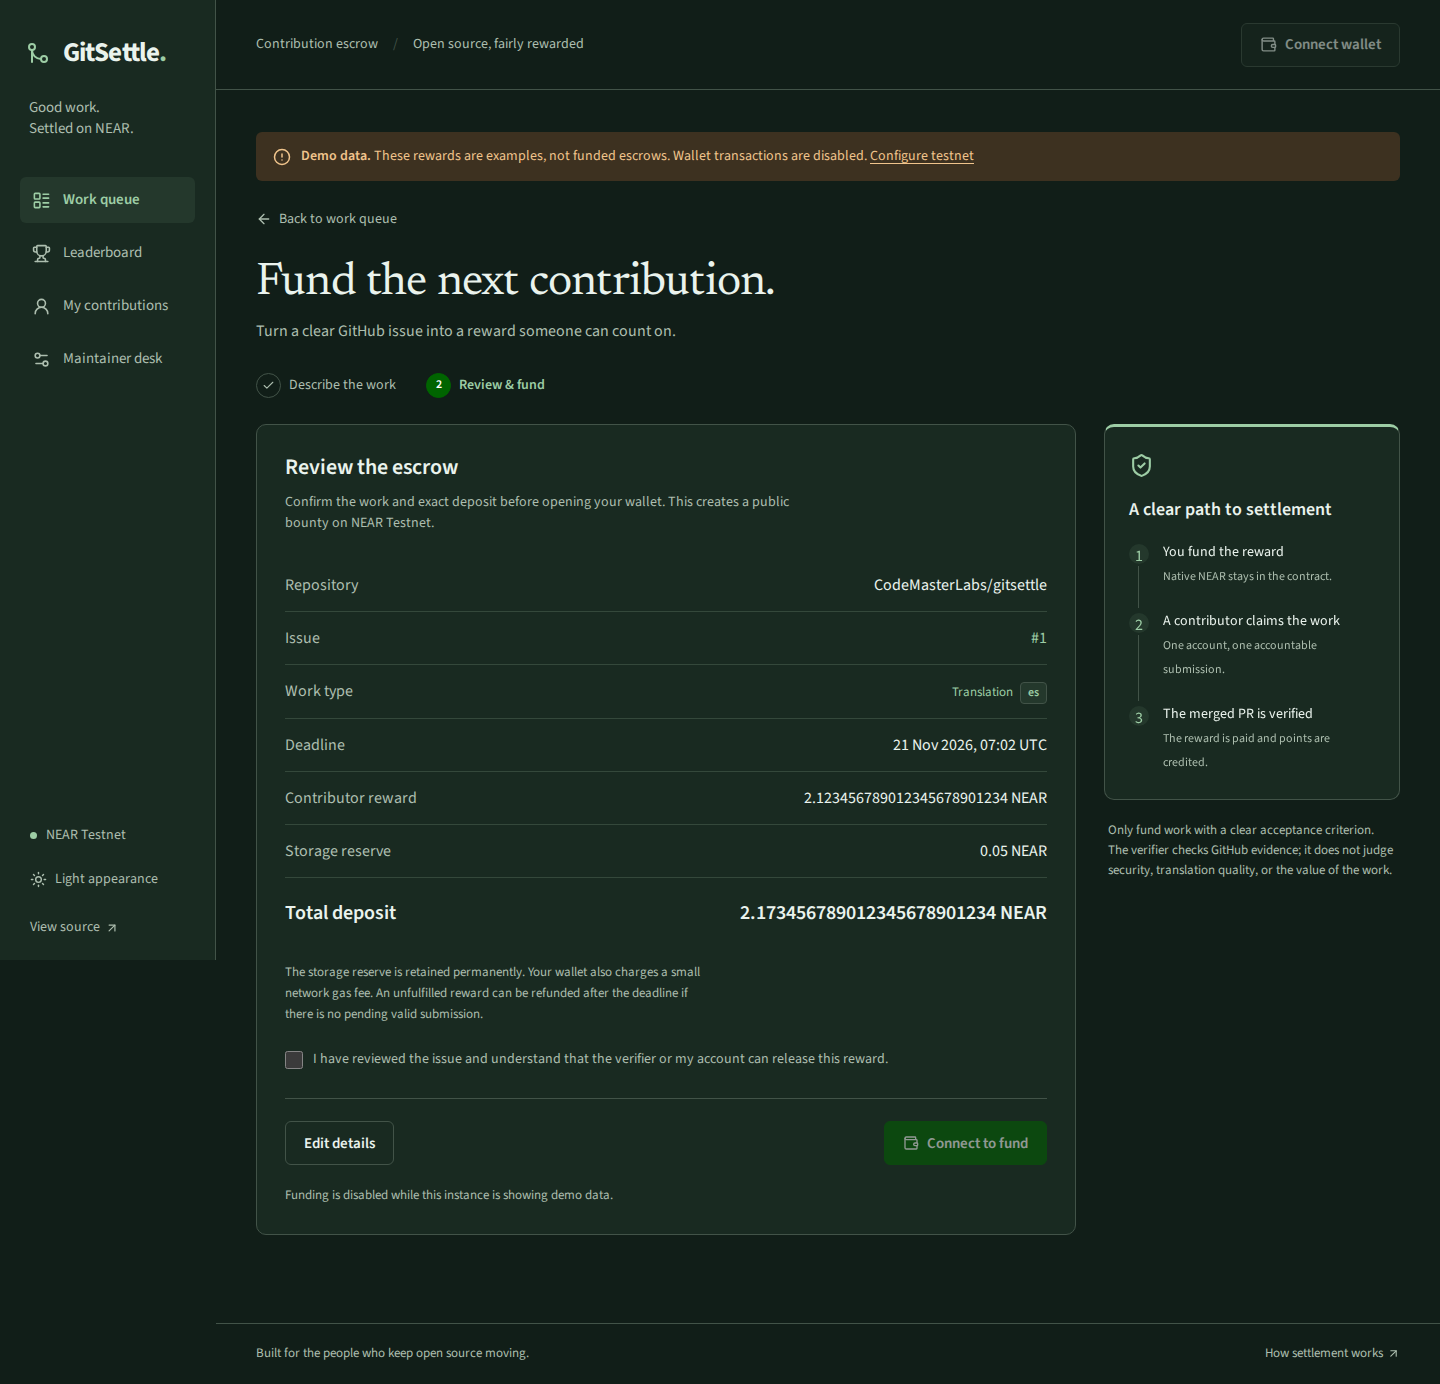 GitSettle.
Good work.
Settled on NEAR.
Work queue
Leaderboard
My contributions
Maintainer desk
NEAR Testnet
Light appearance
View source
Contribution escrow / Open source, fairly rewarded
Connect wallet
Demo data. These rewards are examples, not funded escrows. Wallet transactions are disabled. Configure testnet
Back to work queue
Fund the next contribution.
Turn a clear GitHub issue into a reward someone can count on.
Describe the work
2 Review & fund
Review the escrow
Confirm the work and exact deposit before opening your wallet. This creates a public
bounty on NEAR Testnet.
Repository CodeMasterLabs/gitsettle
Issue #1
Work type Translation es
Deadline 21 Nov 2026, 07:02 UTC
Contributor reward 2.123456789012345678901234 NEAR
Storage reserve 0.05 NEAR
Total deposit 2.173456789012345678901234 NEAR
The storage reserve is retained permanently. Your wallet also charges a small
network gas fee. An unfulfilled reward can be refunded after the deadline if
there is no pending valid submission.
I have reviewed the issue and understand that the verifier or my account can release this reward.
Edit details
Connect to fund
Funding is disabled while this instance is showing demo data.
A clear path to settlement
1 You fund the reward
Native NEAR stays in the contract.
2 A contributor claims the work
One account, one accountable
submission.
3 The merged PR is verified
The reward is paid and points are
credited.
Only fund work with a clear acceptance criterion.
The verifier checks GitHub evidence; it does not judge
security, translation quality, or the value of the work.
Built for the people who keep open source moving.
How settlement works